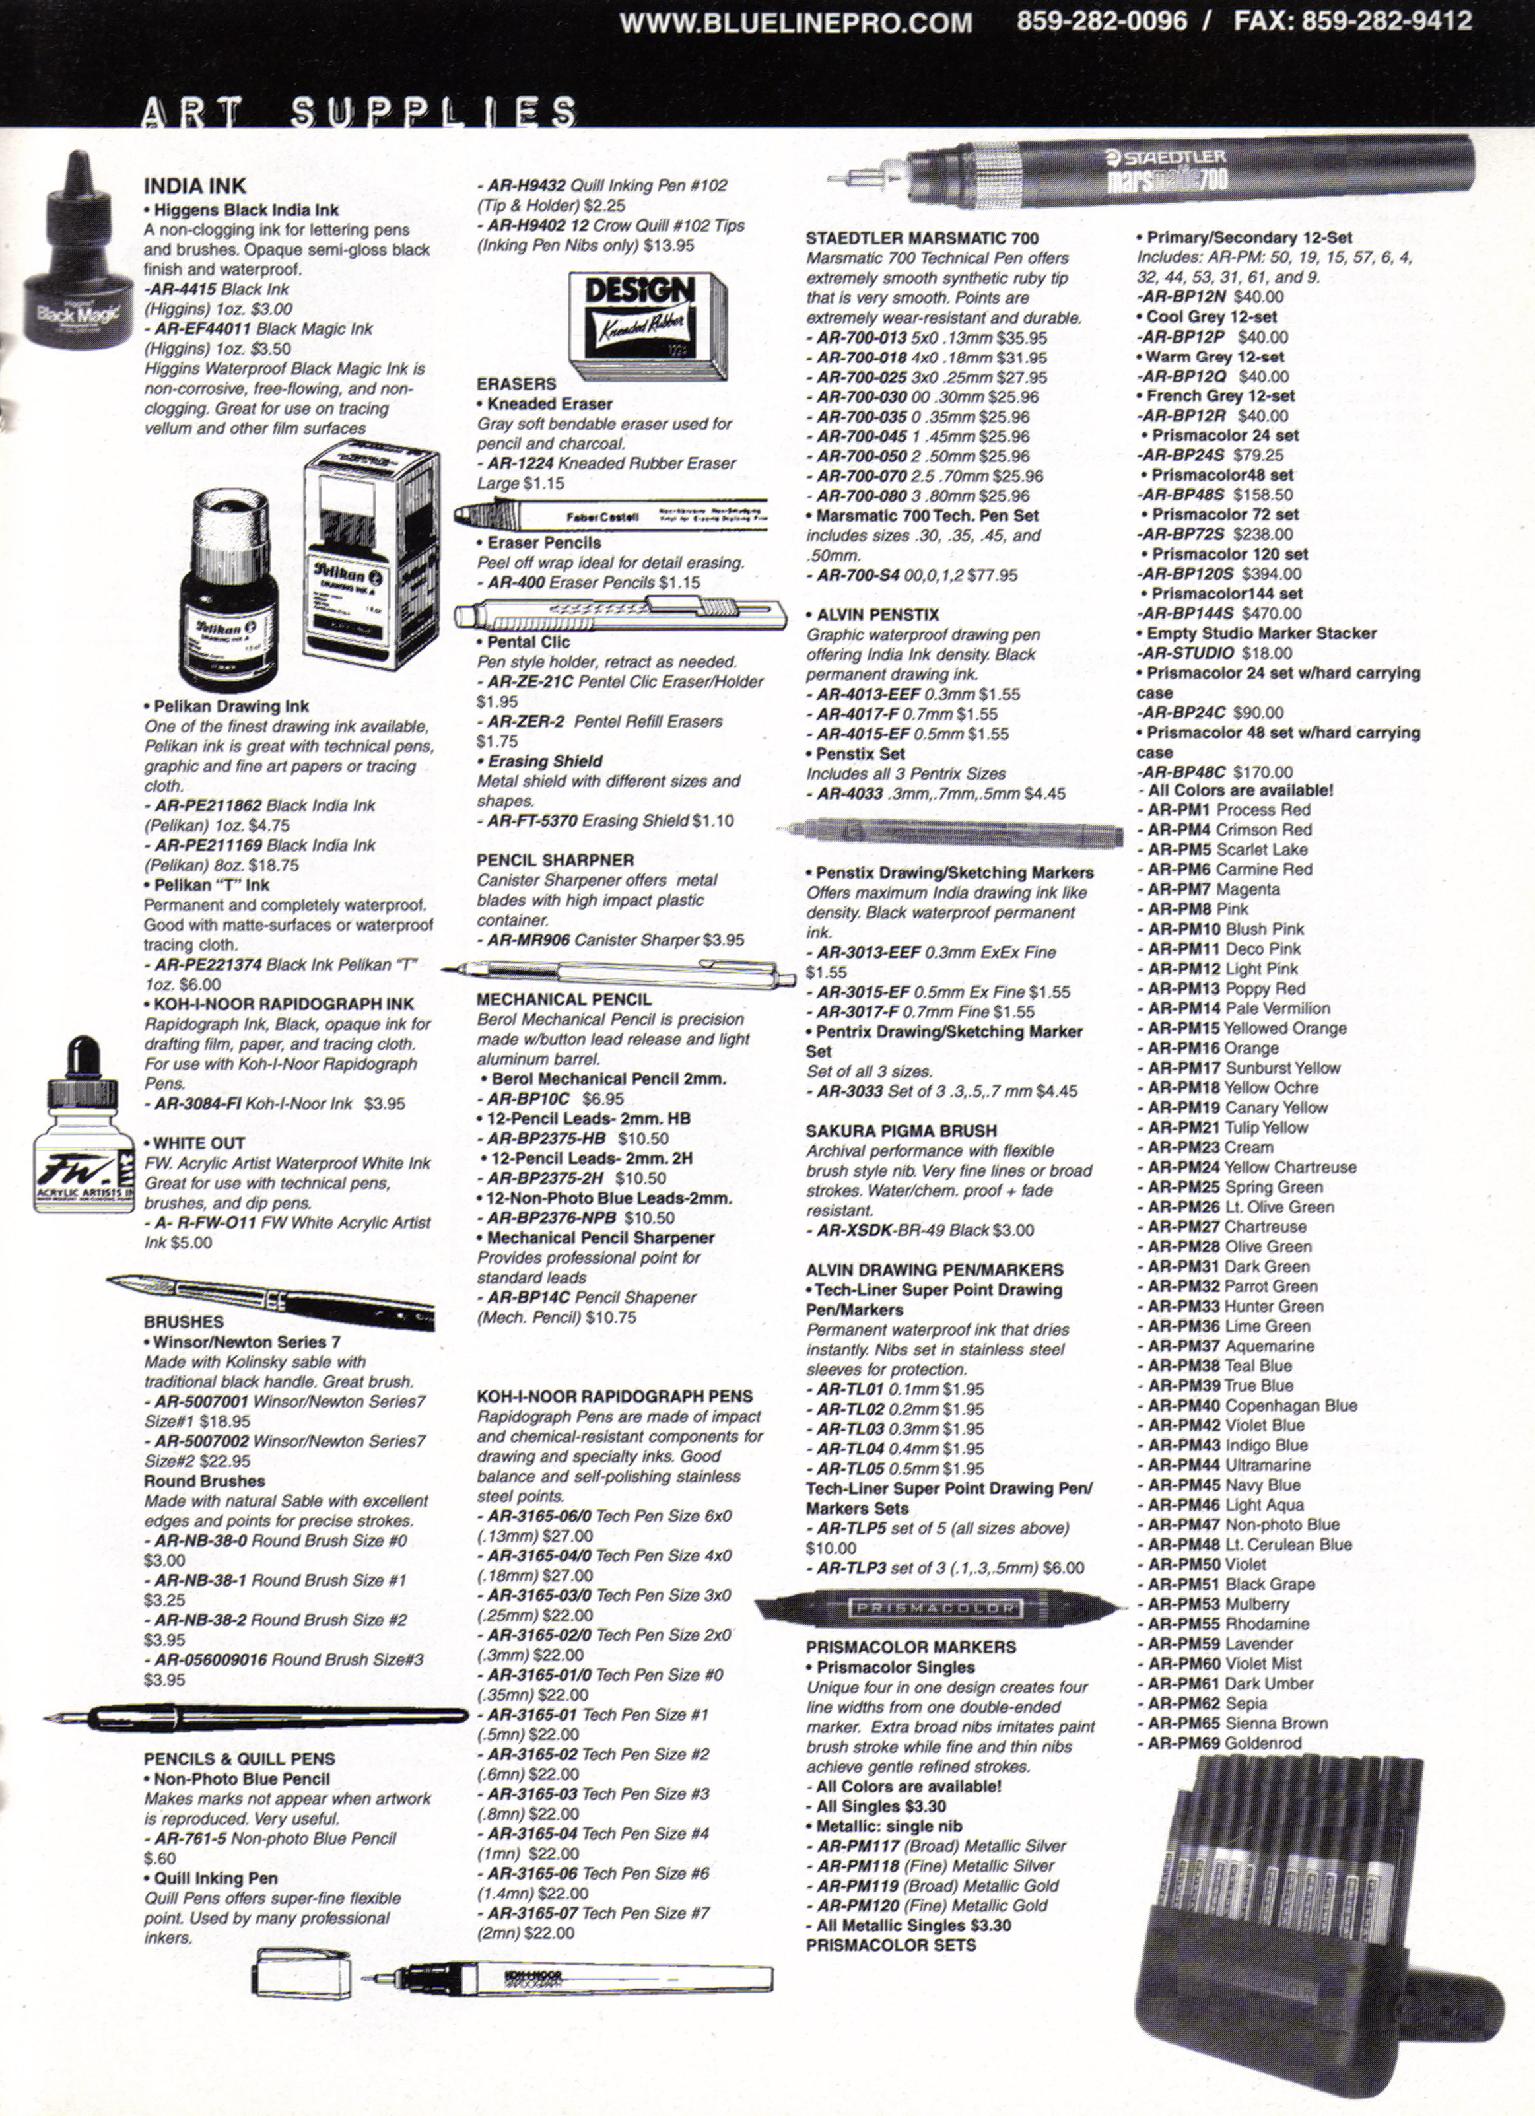 WWW.BLUELINEPRO.COM 859-282-0096 / FAX: 859-282-9412
ART SUPPLIES
INDIA INK
• Higgens Black India Ink
A non-clogging ink for lettering pens
and brushes. Opaque semi-gloss black
finish and waterproof.
-AR-4415 Black Ink
(Higgins) 1oz. $3.00
- AR-EF44011 Black Magic Ink
(Higgins) 1oz. $3.50
Higgins Waterproof Black Magic Ink is
non-corrosive, free-flowing, and non-
clogging. Great for use on tracing
vellum and other film surfaces
Higgins
Black Magic
Pelikan
DRAWING INK A
Pelikan
DRAWING INK A
• Pelikan Drawing Ink
One of the finest drawing ink available,
Pelikan ink is great with technical pens,
graphic and fine art papers or tracing
cloth.
- AR-PE211862 Black India Ink
(Pelikan) 1oz. $4.75
- AR-PE211169 Black India Ink
(Pelikan) 8oz. $18.75
• Pelikan "T" Ink
Permanent and completely waterproof.
Good with matte-surfaces or waterproof
tracing cloth.
- AR-PE221374 Black Ink Pelikan "T"
1oz. $6.00
• KOH-I-NOOR RAPIDOGRAPH INK
Rapidograph Ink, Black, opaque ink for
drafting film, paper, and tracing cloth.
For use with Koh-I-Noor Rapidograph
Pens.
- AR-3084-FI Koh-I-Noor Ink $3.95
FW. INK
ACRYLIC ARTISTS IN
• WHITE OUT
FW. Acrylic Artist Waterproof White Ink
Great for use with technical pens,
brushes, and dip pens.
- A- R-FW-O11 FW White Acrylic Artist
Ink $5.00
BRUSHES
• Winsor/Newton Series 7
Made with Kolinsky sable with
traditional black handle. Great brush.
- AR-5007001 Winsor/Newton Series7
Size#1 $18.95
- AR-5007002 Winsor/Newton Series7
Size#2 $22.95
Round Brushes
Made with natural Sable with excellent
edges and points for precise strokes.
- AR-NB-38-0 Round Brush Size #0
$3.00
- AR-NB-38-1 Round Brush Size #1
$3.25
- AR-NB-38-2 Round Brush Size #2
$3.95
- AR-056009016 Round Brush Size#3
$3.95
PENCILS & QUILL PENS
• Non-Photo Blue Pencil
Makes marks not appear when artwork
is reproduced. Very useful.
- AR-761-5 Non-photo Blue Pencil
$.60
• Quill Inking Pen
Quill Pens offers super-fine flexible
point. Used by many professional
inkers.
- AR-H9432 Quill Inking Pen #102
(Tip & Holder) $2.25
- AR-H9402 12 Crow Quill #102 Tips
(Inking Pen Nibs only) $13.95
DESIGN
Kneaded Rubber
1224
ERASERS
• Kneaded Eraser
Gray soft bendable eraser used for
pencil and charcoal.
- AR-1224 Kneaded Rubber Eraser
Large $1.15
FaberCastell
• Eraser Pencils
Peel off wrap ideal for detail erasing.
- AR-400 Eraser Pencils $1.15
• Pental Clic
Pen style holder, retract as needed.
- AR-ZE-21C Pentel Clic Eraser/Holder
$1.95
- AR-ZER-2 Pentel Refill Erasers
$1.75
• Erasing Shield
Metal shield with different sizes and
shapes.
- AR-FT-5370 Erasing Shield $1.10
PENCIL SHARPNER
Canister Sharpener offers metal
blades with high impact plastic
container.
- AR-MR906 Canister Sharper $3.95
MECHANICAL PENCIL
Berol Mechanical Pencil is precision
made w/button lead release and light
aluminum barrel.
• Berol Mechanical Pencil 2mm.
- AR-BP10C $6.95
• 12-Pencil Leads- 2mm. HB
- AR-BP2375-HB $10.50
• 12-Pencil Leads- 2mm. 2H
- AR-BP2375-2H $10.50
• 12-Non-Photo Blue Leads-2mm.
- AR-BP2376-NPB $10.50
• Mechanical Pencil Sharpener
Provides professional point for
standard leads
- AR-BP14C Pencil Shapener
(Mech. Pencil) $10.75
KOH-I-NOOR RAPIDOGRAPH PENS
Rapidograph Pens are made of impact
and chemical-resistant components for
drawing and specialty inks. Good
balance and self-polishing stainless
steel points.
- AR-3165-06/0 Tech Pen Size 6x0
(.13mm) $27.00
- AR-3165-04/0 Tech Pen Size 4x0
(.18mm) $27.00
- AR-3165-03/0 Tech Pen Size 3x0
(.25mm) $22.00
- AR-3165-02/0 Tech Pen Size 2x0
(.3mm) $22.00
- AR-3165-01/0 Tech Pen Size #0
(.35mn) $22.00
- AR-3165-01 Tech Pen Size #1
(.5mn) $22.00
- AR-3165-02 Tech Pen Size #2
(.6mn) $22.00
- AR-3165-03 Tech Pen Size #3
(.8mn) $22.00
- AR-3165-04 Tech Pen Size #4
(1mn) $22.00
- AR-3165-06 Tech Pen Size #6
(1.4mn) $22.00
- AR-3165-07 Tech Pen Size #7
(2mn) $22.00
KOH-I-NOOR
RAPIDOGRAPH
STAEDTLER
marsmatic700
STAEDTLER MARSMATIC 700
Marsmatic 700 Technical Pen offers
extremely smooth synthetic ruby tip
that is very smooth. Points are
extremely wear-resistant and durable.
- AR-700-013 5x0 .13mm $35.95
- AR-700-018 4x0 .18mm $31.95
- AR-700-025 3x0 .25mm $27.95
- AR-700-030 00 .30mm $25.96
- AR-700-035 0 .35mm $25.96
- AR-700-045 1 .45mm $25.96
- AR-700-050 2 .50mm $25.96
- AR-700-070 2.5 .70mm $25.96
- AR-700-080 3 .80mm $25.96
• Marsmatic 700 Tech. Pen Set
includes sizes .30, .35, .45, and
.50mm.
- AR-700-S4 00,0,1,2 $77.95
• ALVIN PENSTIX
Graphic waterproof drawing pen
offering India Ink density. Black
permanent drawing ink.
- AR-4013-EEF 0.3mm $1.55
- AR-4017-F 0.7mm $1.55
- AR-4015-EF 0.5mm $1.55
• Penstix Set
Includes all 3 Pentrix Sizes
- AR-4033 .3mm,.7mm,.5mm $4.45
• Penstix Drawing/Sketching Markers
Offers maximum India drawing ink like
density. Black waterproof permanent
ink.
- AR-3013-EEF 0.3mm ExEx Fine
$1.55
- AR-3015-EF 0.5mm Ex Fine $1.55
- AR-3017-F 0.7mm Fine $1.55
• Pentrix Drawing/Sketching Marker
Set
Set of all 3 sizes.
- AR-3033 Set of 3 .3,.5,.7 mm $4.45
SAKURA PIGMA BRUSH
Archival performance with flexible
brush style nib. Very fine lines or broad
strokes. Water/chem. proof + fade
resistant.
- AR-XSDK-BR-49 Black $3.00
ALVIN DRAWING PEN/MARKERS
• Tech-Liner Super Point Drawing
Pen/Markers
Permanent waterproof ink that dries
instantly. Nibs set in stainless steel
sleeves for protection.
- AR-TL01 0.1mm $1.95
- AR-TL02 0.2mm $1.95
- AR-TL03 0.3mm $1.95
- AR-TL04 0.4mm $1.95
- AR-TL05 0.5mm $1.95
Tech-Liner Super Point Drawing Pen/
Markers Sets
- AR-TLP5 set of 5 (all sizes above)
$10.00
- AR-TLP3 set of 3 (.1,.3,.5mm) $6.00
PRISMACOLOR
PRISMACOLOR MARKERS
• Prismacolor Singles
Unique four in one design creates four
line widths from one double-ended
marker. Extra broad nibs imitates paint
brush stroke while fine and thin nibs
achieve gentle refined strokes.
- All Colors are available!
- All Singles $3.30
• Metallic: single nib
- AR-PM117 (Broad) Metallic Silver
- AR-PM118 (Fine) Metallic Silver
- AR-PM119 (Broad) Metallic Gold
- AR-PM120 (Fine) Metallic Gold
- All Metallic Singles $3.30
PRISMACOLOR SETS
• Primary/Secondary 12-Set
Includes: AR-PM: 50, 19, 15, 57, 6, 4,
32, 44, 53, 31, 61, and 9.
-AR-BP12N $40.00
• Cool Grey 12-set
-AR-BP12P $40.00
• Warm Grey 12-set
-AR-BP12Q $40.00
• French Grey 12-set
-AR-BP12R $40.00
• Prismacolor 24 set
-AR-BP24S $79.25
• Prismacolor48 set
-AR-BP48S $158.50
• Prismacolor 72 set
-AR-BP72S $238.00
• Prismacolor 120 set
-AR-BP120S $394.00
• Prismacolor144 set
-AR-BP144S $470.00
• Empty Studio Marker Stacker
-AR-STUDIO $18.00
• Prismacolor 24 set w/hard carrying
case
-AR-BP24C $90.00
• Prismacolor 48 set w/hard carrying
case
-AR-BP48C $170.00
- All Colors are available!
- AR-PM1 Process Red
- AR-PM4 Crimson Red
- AR-PM5 Scarlet Lake
- AR-PM6 Carmine Red
- AR-PM7 Magenta
- AR-PM8 Pink
- AR-PM10 Blush Pink
- AR-PM11 Deco Pink
- AR-PM12 Light Pink
- AR-PM13 Poppy Red
- AR-PM14 Pale Vermilion
- AR-PM15 Yellowed Orange
- AR-PM16 Orange
- AR-PM17 Sunburst Yellow
- AR-PM18 Yellow Ochre
- AR-PM19 Canary Yellow
- AR-PM21 Tulip Yellow
- AR-PM23 Cream
- AR-PM24 Yellow Chartreuse
- AR-PM25 Spring Green
- AR-PM26 Lt. Olive Green
- AR-PM27 Chartreuse
- AR-PM28 Olive Green
- AR-PM31 Dark Green
- AR-PM32 Parrot Green
- AR-PM33 Hunter Green
- AR-PM36 Lime Green
- AR-PM37 Aquemarine
- AR-PM38 Teal Blue
- AR-PM39 True Blue
- AR-PM40 Copenhagan Blue
- AR-PM42 Violet Blue
- AR-PM43 Indigo Blue
- AR-PM44 Ultramarine
- AR-PM45 Navy Blue
- AR-PM46 Light Aqua
- AR-PM47 Non-photo Blue
- AR-PM48 Lt. Cerulean Blue
- AR-PM50 Violet
- AR-PM51 Black Grape
- AR-PM53 Mulberry
- AR-PM55 Rhodamine
- AR-PM59 Lavender
- AR-PM60 Violet Mist
- AR-PM61 Dark Umber
- AR-PM62 Sepia
- AR-PM65 Sienna Brown
- AR-PM69 Goldenrod